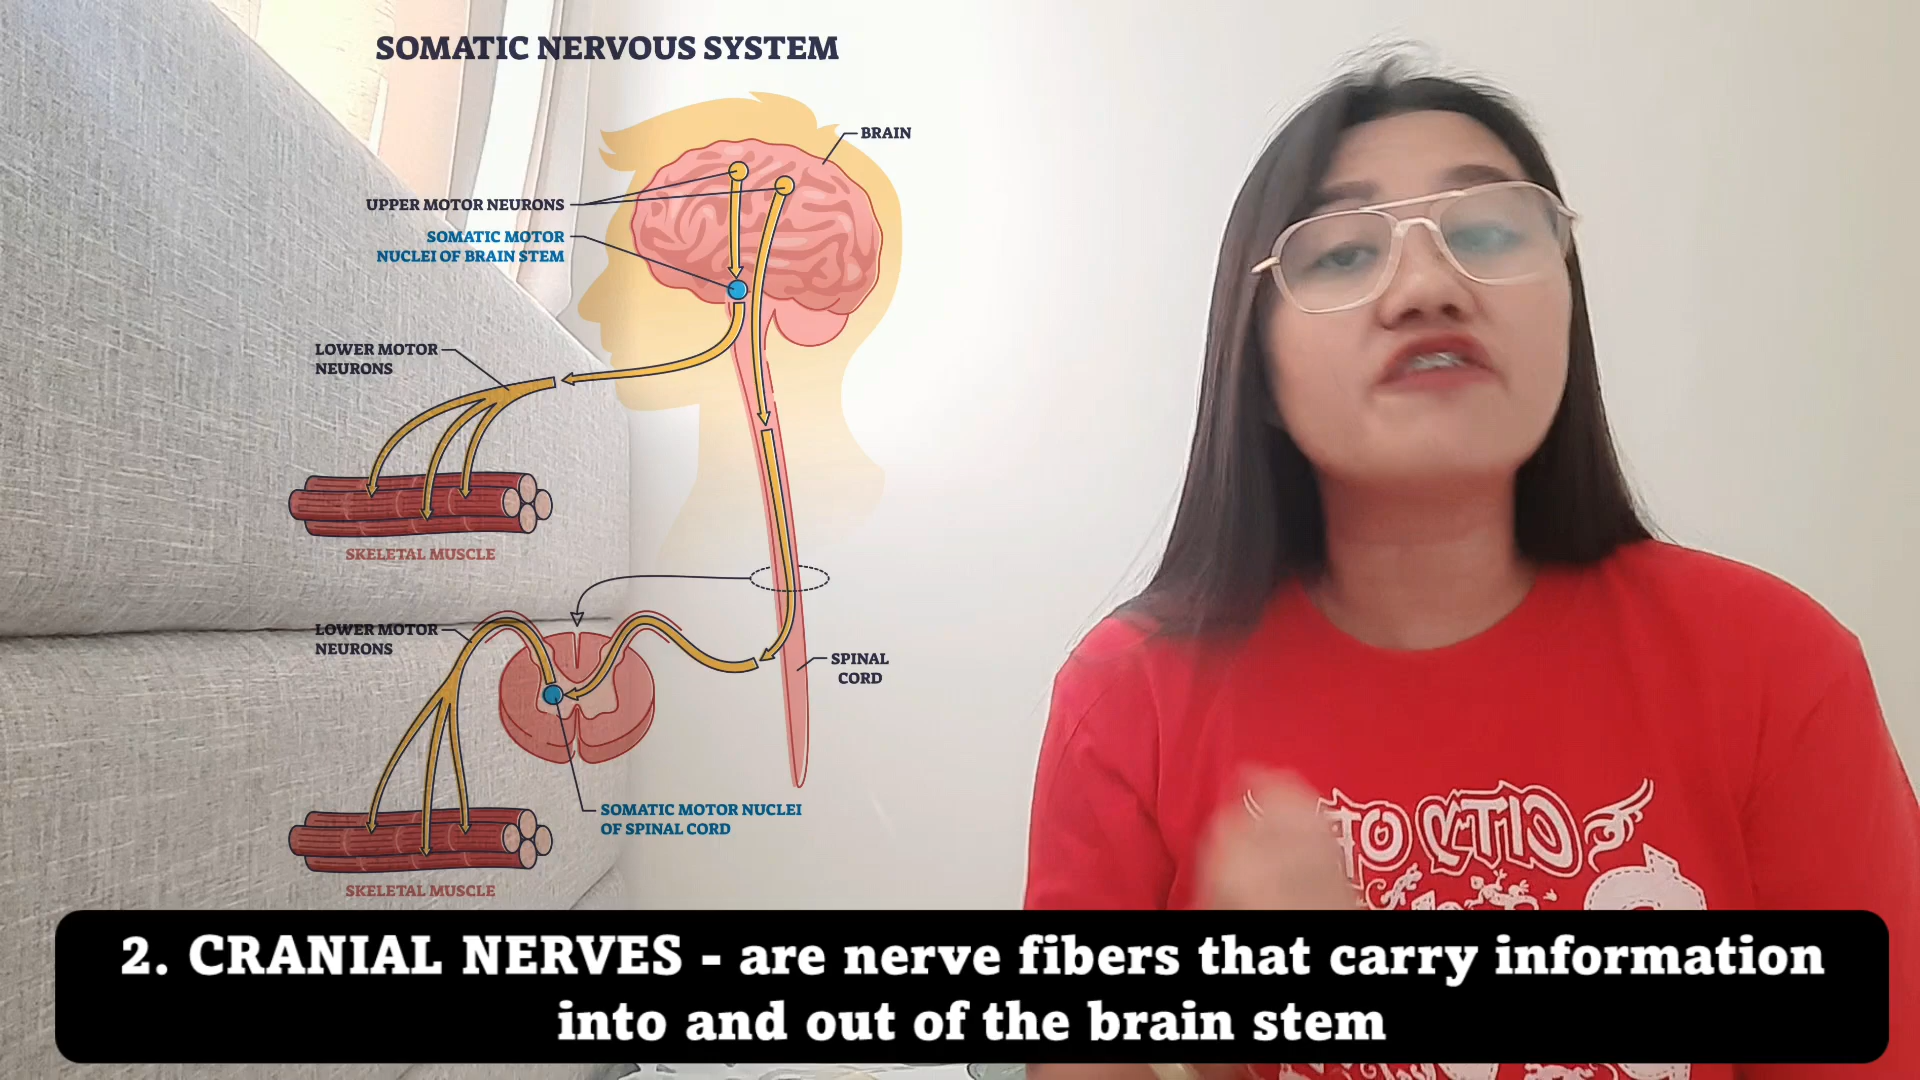 SOMATIC NERVOUS SYSTEM
BRAIN
UPPER MOTOR NEURONS
SOMATIC MOTOR
NUCLEI OF BRAIN STEM
LOWER MOTOR
NEURONS
SKELETAL MUSCLE
LOWER MOTOR
NEURONS
SPINAL
CORD
SOMATIC MOTOR NUCLEI
OF SPINAL CORD
SKELETAL MUSCLE
CITY OF
2. CRANIAL NERVES - are nerve fibers that carry information
into and out of the brain stem